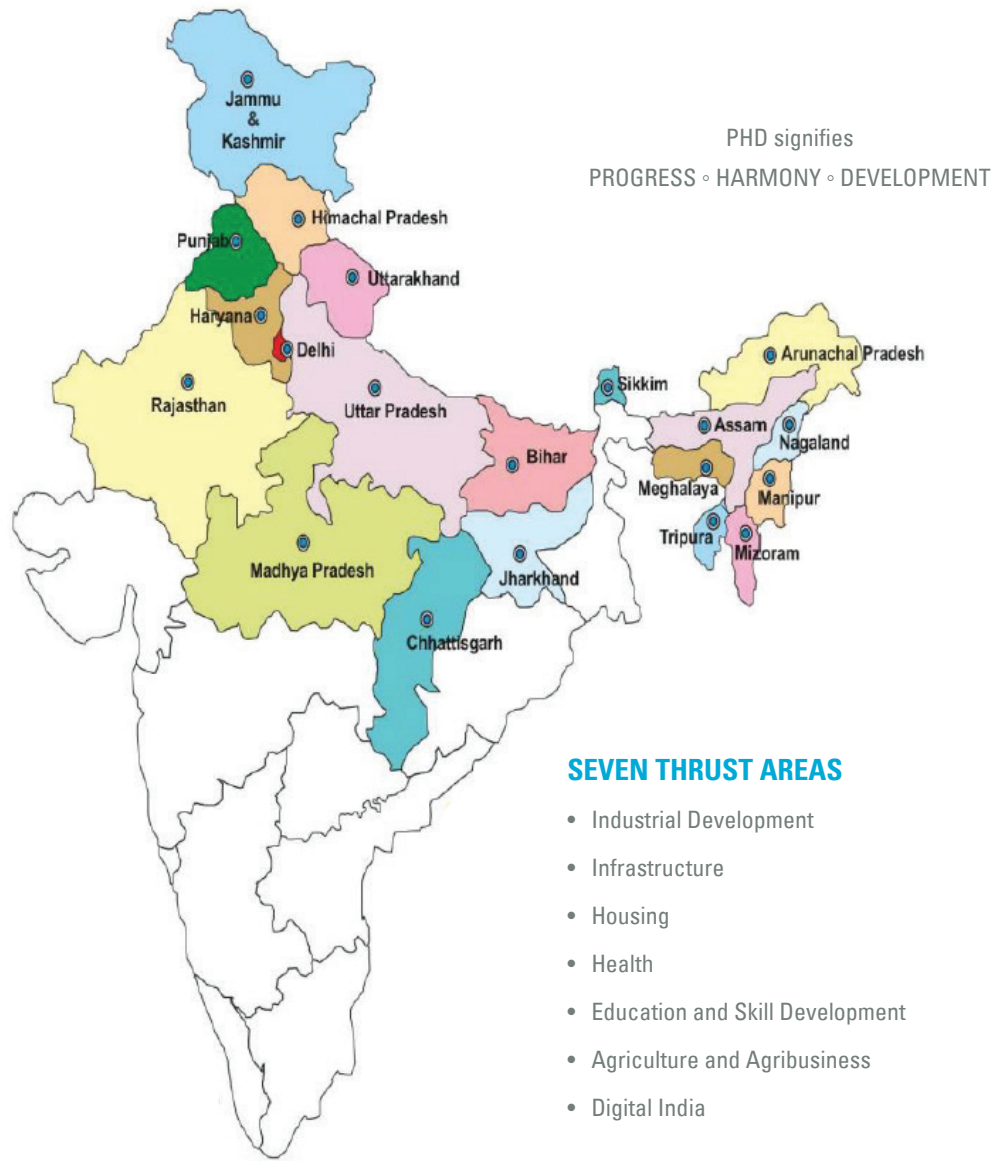 Jammu
&
Kashmir
PHD signifies
PROGRESS ◦ HARMONY ◦ DEVELOPMENT
Himachal Pradesh
Punjab
Uttarakhand
Haryana
Delhi
Rajasthan
Uttar Pradesh
Sikkim
Arunachal Pradesh
Assam
Nagaland
Bihar
Meghalaya
Manipur
Tripura
Mizoram
Madhya Pradesh
Jharkhand
Chhattisgarh
SEVEN THRUST AREAS
• Industrial Development
• Infrastructure
• Housing
• Health
• Education and Skill Development
• Agriculture and Agribusiness
• Digital India